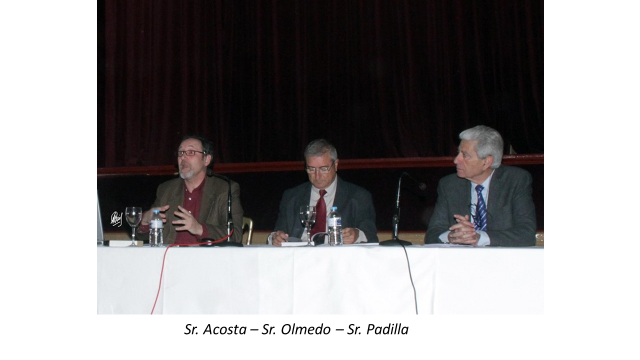 Sr. Acosta – Sr. Olmedo – Sr. Padilla